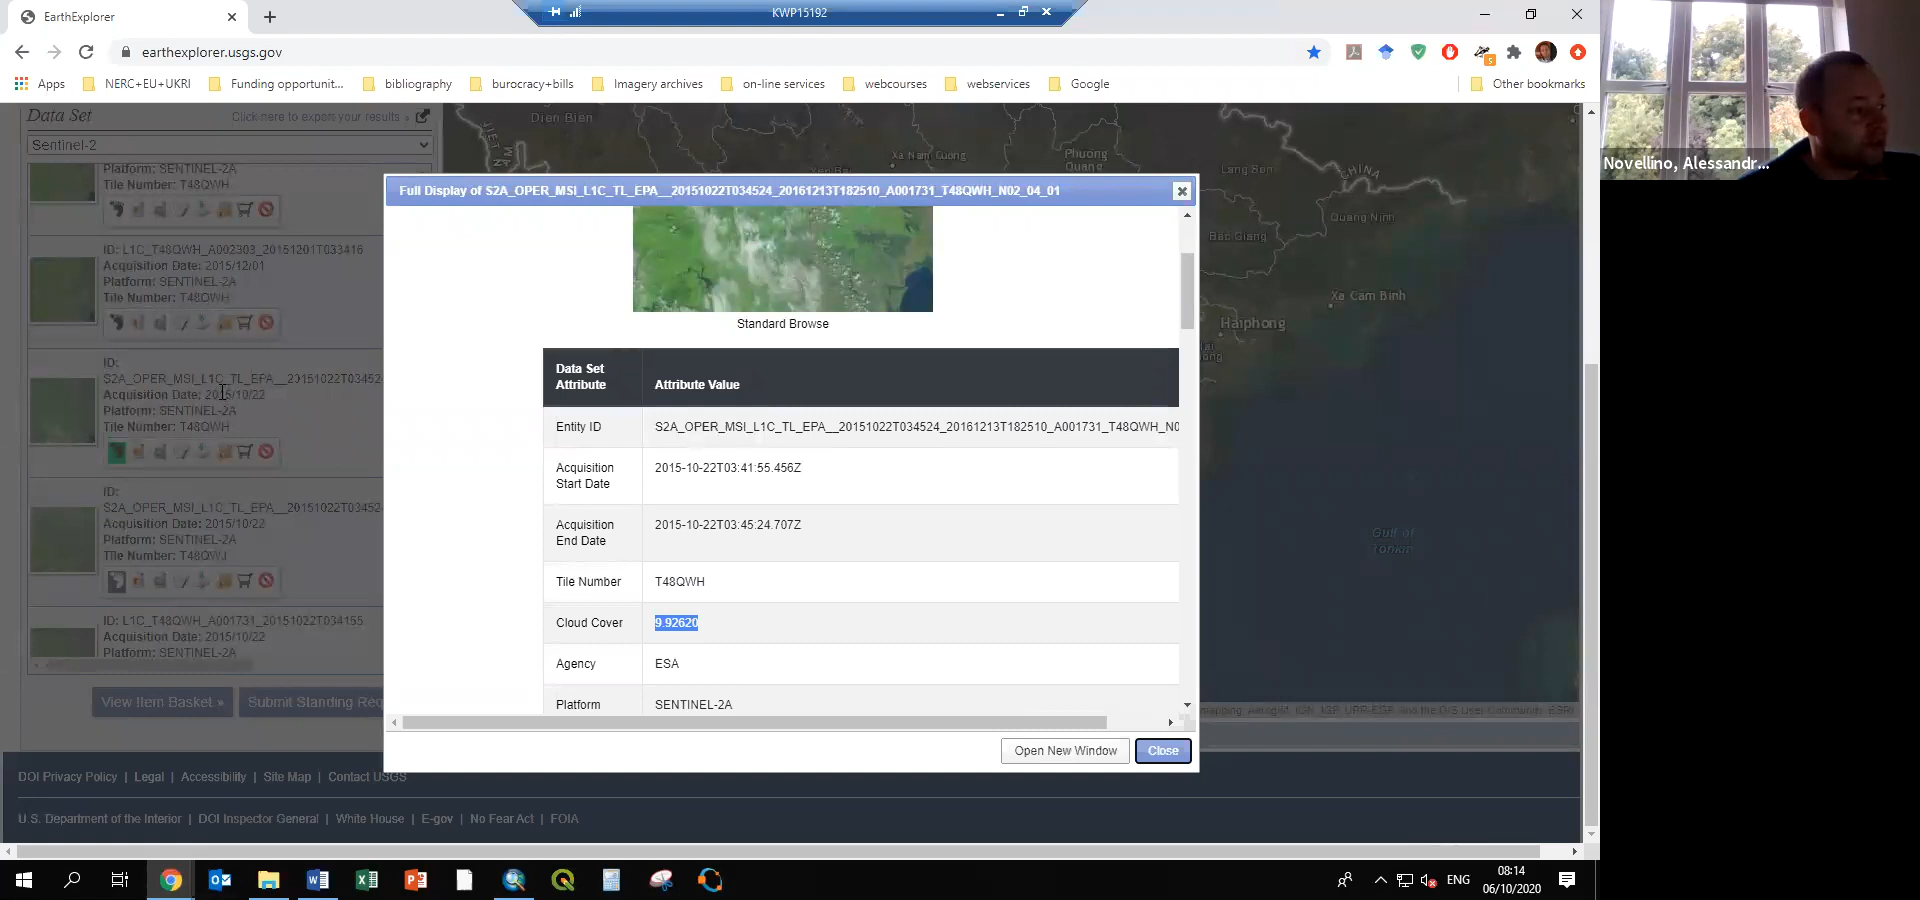 EarthExplorer
KWP15192
earthexplorer.usgs.gov
Apps
NERC+EU+UKRI
Funding opportunit...
bibliography
burocracy+bills
Imagery archives
on-line services
webcourses
webservices
Google
Other bookmarks
Data Set
Click here to export your results »
Sentinel-2
Platform: SENTINEL-2A
Tile Number: T48QWH
ID: L1C_T48QWH_A002303_20151201T033416
Acquisition Date: 2015/12/01
Platform: SENTINEL-2A
Tile Number: T48QWH
ID:
S2A_OPER_MSI_L1C_TL_EPA__20151022T03452
Acquisition Date: 2015/10/22
Platform: SENTINEL-2A
Tile Number: T48QWH
ID:
S2A_OPER_MSI_L1C_TL_EPA__20151022T03452
Acquisition Date: 2015/10/22
Platform: SENTINEL-2A
Tile Number: T48QWJ
ID: L1C_T48QWH_A001731_20151022T034155
Acquisition Date: 2015/10/22
Platform: SENTINEL-2A
View Item Basket »
Submit Standing Req
Full Display of S2A_OPER_MSI_L1C_TL_EPA__20151022T034524_20161213T182510_A001731_T48QWH_N02_04_01
Standard Browse
Data Set Attribute
Attribute Value
Entity ID
S2A_OPER_MSI_L1C_TL_EPA__20151022T034524_20161213T182510_A001731_T48QWH_N0
Acquisition Start Date
2015-10-22T03:41:55.456Z
Acquisition End Date
2015-10-22T03:45:24.707Z
Tile Number
T48QWH
Cloud Cover
9.92620
Agency
ESA
Platform
SENTINEL-2A
Open New Window
Close
Dien Bien
Xa Nam Cuong
Phuong Quang
Lang Son
CHINA
Quang Ninh
Bac Giang
Xa Cam Binh
Haiphong
Gulf of Tonkin
DOI Privacy Policy | Legal | Accessibility | Site Map | Contact USGS
U.S. Department of the Interior | DOI Inspector General | White House | E-gov | No Fear Act | FOIA
Novellino, Alessandr...
ENG
08:14
06/10/2020